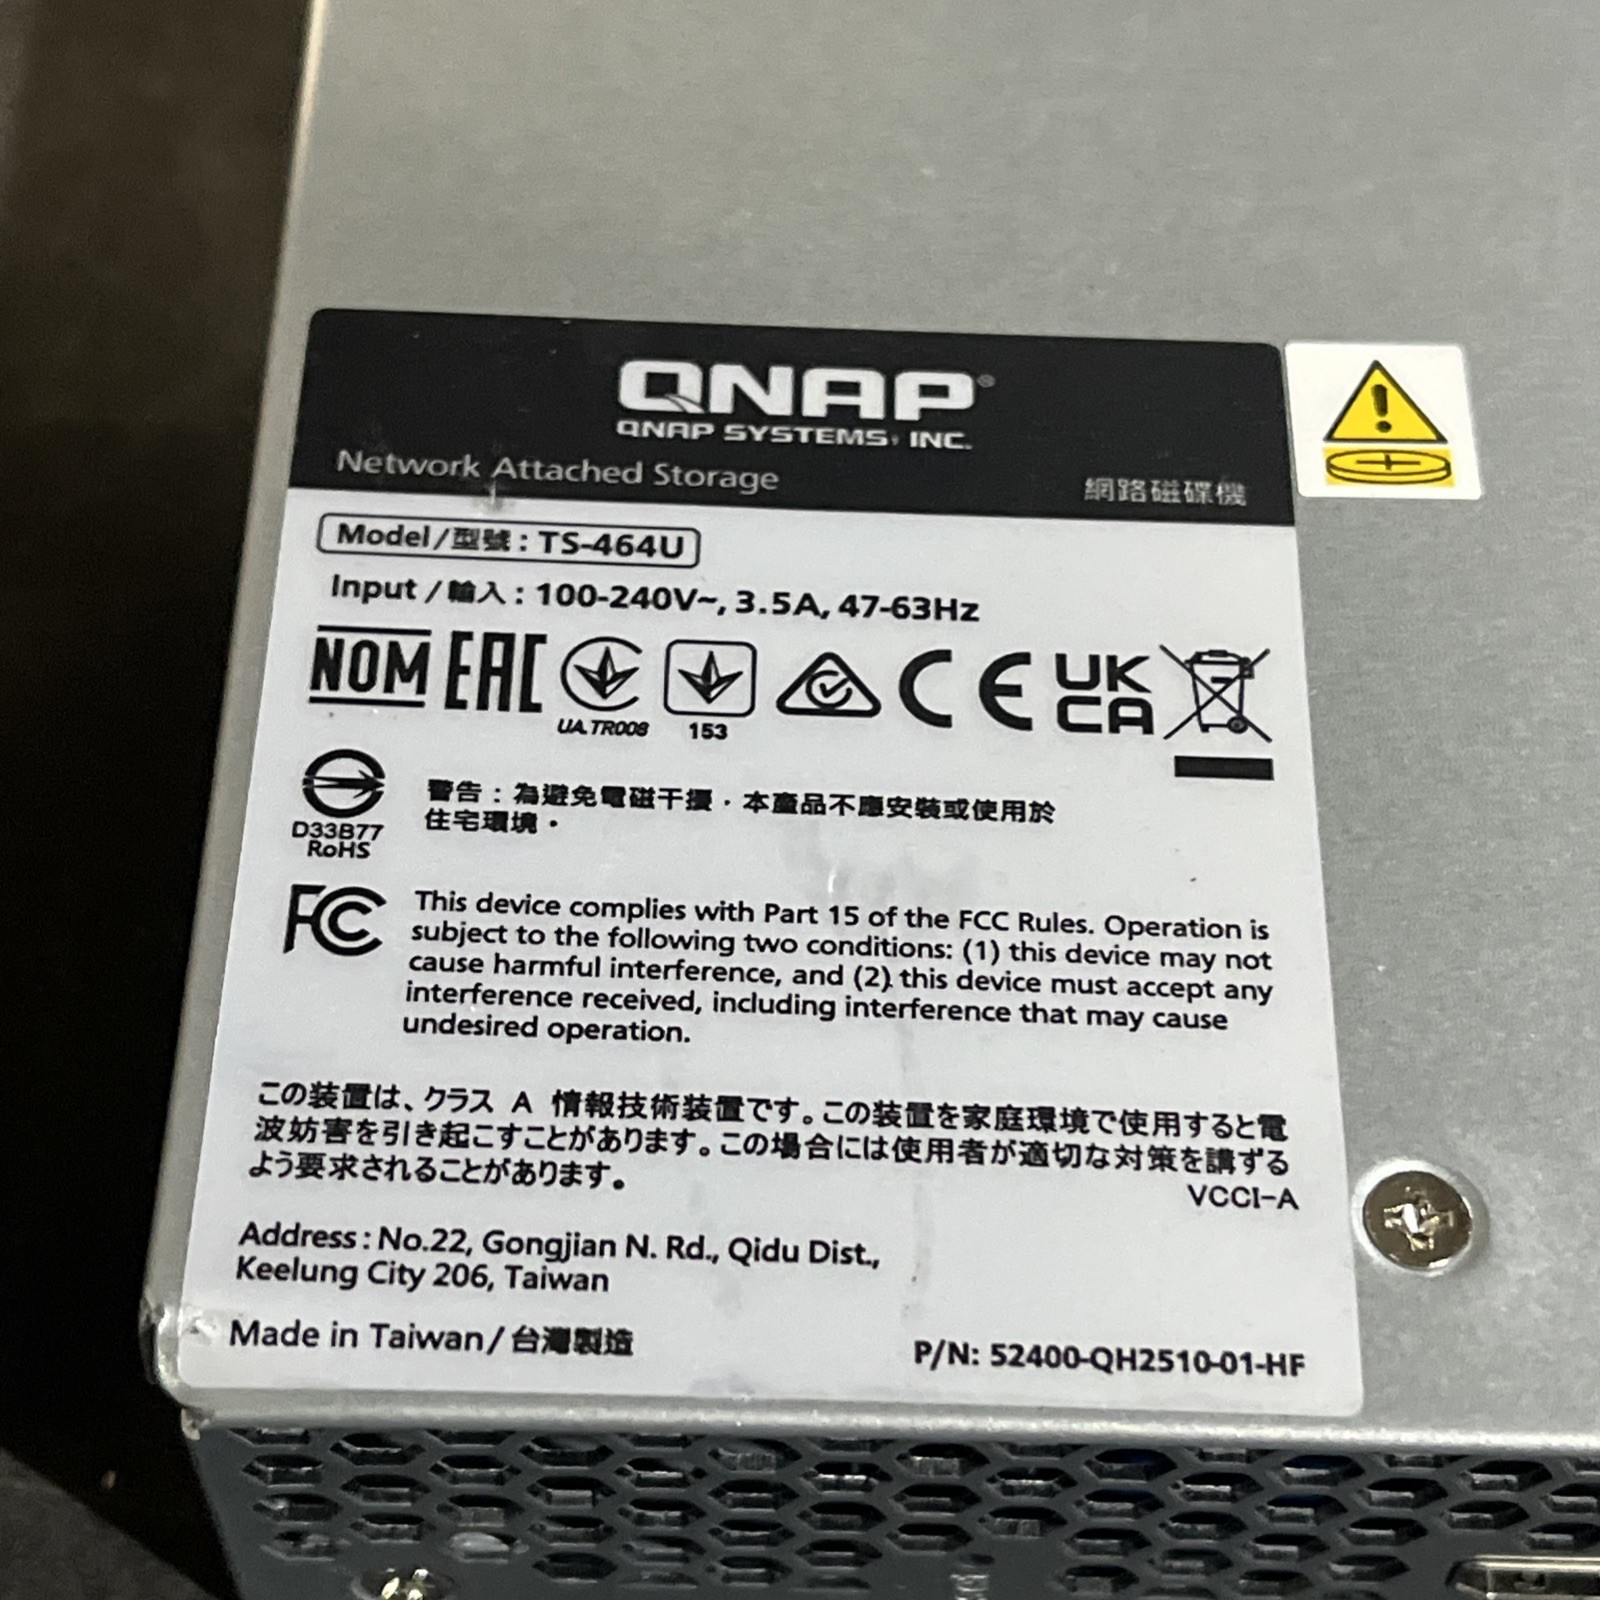 QNAP®
QNAP SYSTEMS, INC.
Network Attached Storage
網路磁碟機
Model/型號 : TS-464U
Input / 輸入 : 100-240V~, 3.5A, 47-63Hz
NOM EAC CE UK CA
UA.TR008 153
D33B77
RoHS
警告 : 為避免電磁干擾，本產品不應安裝或使用於
住宅環境。
FC
This device complies with Part 15 of the FCC Rules. Operation is
subject to the following two conditions: (1) this device may not
cause harmful interference, and (2) this device must accept any
interference received, including interference that may cause
undesired operation.
この装置は、クラス A 情報技術装置です。この装置を家庭環境で使用すると電
波妨害を引き起こすことがあります。この場合には使用者が適切な対策を講ずる
よう要求されることがあります。
VCCI-A
Address : No.22, Gongjian N. Rd., Qidu Dist.,
Keelung City 206, Taiwan
Made in Taiwan/台灣製造
P/N: 52400-QH2510-01-HF